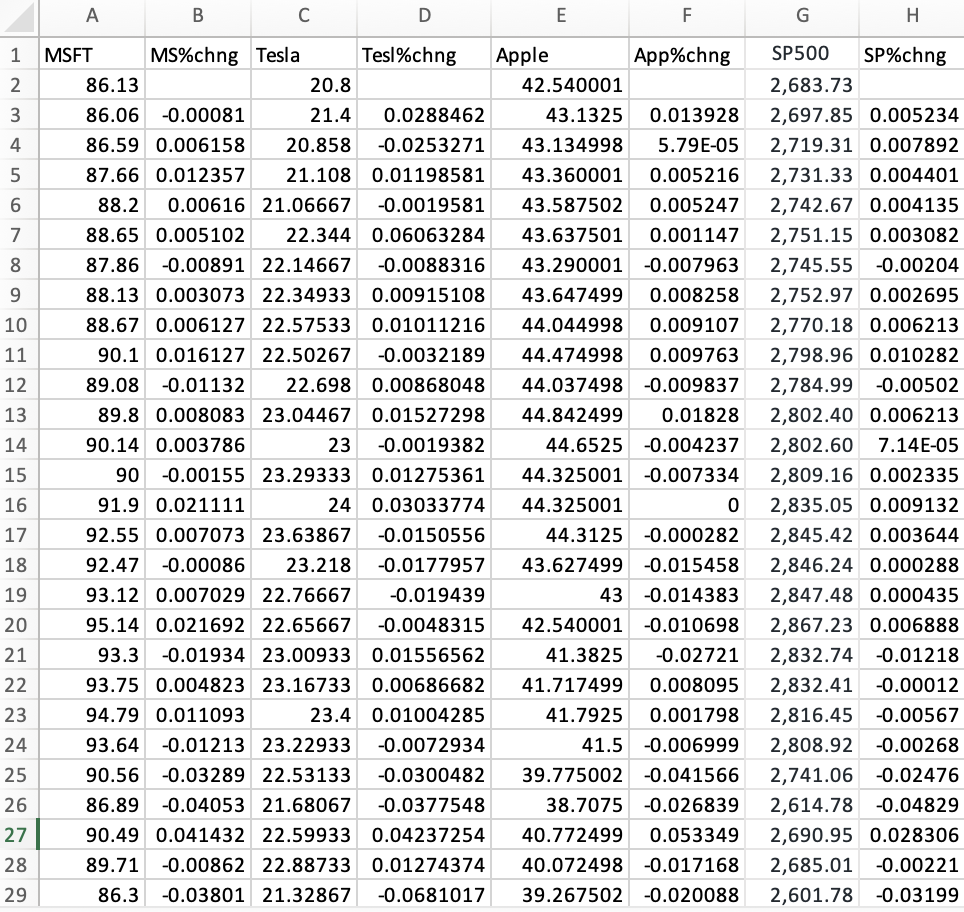 A B C D E F G H
1 MSFT MS%chng Tesla Tesl%chng Apple App%chng SP500 SP%chng
2 86.13 20.8 42.540001 2,683.73
3 86.06 -0.00081 21.4 0.0288462 43.1325 0.013928 2,697.85 0.005234
4 86.59 0.006158 20.858 -0.0253271 43.134998 5.79E-05 2,719.31 0.007892
5 87.66 0.012357 21.108 0.01198581 43.360001 0.005216 2,731.33 0.004401
6 88.2 0.00616 21.06667 -0.0019581 43.587502 0.005247 2,742.67 0.004135
7 88.65 0.005102 22.344 0.06063284 43.637501 0.001147 2,751.15 0.003082
8 87.86 -0.00891 22.14667 -0.0088316 43.290001 -0.007963 2,745.55 -0.00204
9 88.13 0.003073 22.34933 0.00915108 43.647499 0.008258 2,752.97 0.002695
10 88.67 0.006127 22.57533 0.01011216 44.044998 0.009107 2,770.18 0.006213
11 90.1 0.016127 22.50267 -0.0032189 44.474998 0.009763 2,798.96 0.010282
12 89.08 -0.01132 22.698 0.00868048 44.037498 -0.009837 2,784.99 -0.00502
13 89.8 0.008083 23.04467 0.01527298 44.842499 0.01828 2,802.40 0.006213
14 90.14 0.003786 23 -0.0019382 44.6525 -0.004237 2,802.60 7.14E-05
15 90 -0.00155 23.29333 0.01275361 44.325001 -0.007334 2,809.16 0.002335
16 91.9 0.021111 24 0.03033774 44.325001 0 2,835.05 0.009132
17 92.55 0.007073 23.63867 -0.0150556 44.3125 -0.000282 2,845.42 0.003644
18 92.47 -0.00086 23.218 -0.0177957 43.627499 -0.015458 2,846.24 0.000288
19 93.12 0.007029 22.76667 -0.019439 43 -0.014383 2,847.48 0.000435
20 95.14 0.021692 22.65667 -0.0048315 42.540001 -0.010698 2,867.23 0.006888
21 93.3 -0.01934 23.00933 0.01556562 41.3825 -0.02721 2,832.74 -0.01218
22 93.75 0.004823 23.16733 0.00686682 41.717499 0.008095 2,832.41 -0.00012
23 94.79 0.011093 23.4 0.01004285 41.7925 0.001798 2,816.45 -0.00567
24 93.64 -0.01213 23.22933 -0.0072934 41.5 -0.006999 2,808.92 -0.00268
25 90.56 -0.03289 22.53133 -0.0300482 39.775002 -0.041566 2,741.06 -0.02476
26 86.89 -0.04053 21.68067 -0.0377548 38.7075 -0.026839 2,614.78 -0.04829
27 90.49 0.041432 22.59933 0.04237254 40.772499 0.053349 2,690.95 0.028306
28 89.71 -0.00862 22.88733 0.01274374 40.072498 -0.017168 2,685.01 -0.00221
29 86.3 -0.03801 21.32867 -0.0681017 39.267502 -0.020088 2,601.78 -0.03199